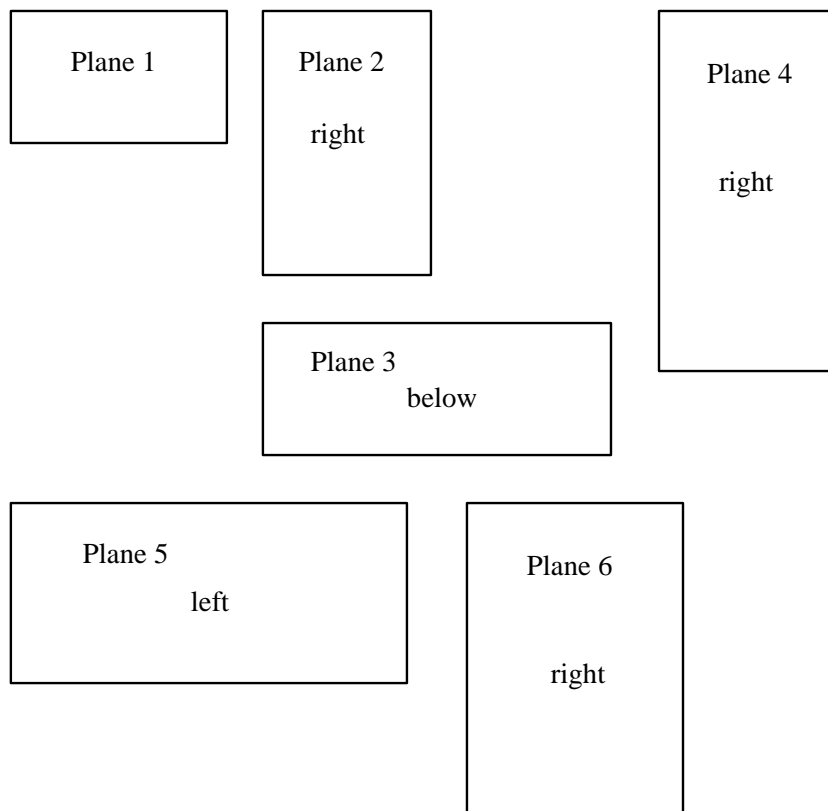 Plane 1
Plane 2
right
Plane 4
right
Plane 3
below
Plane 5
left
Plane 6
right